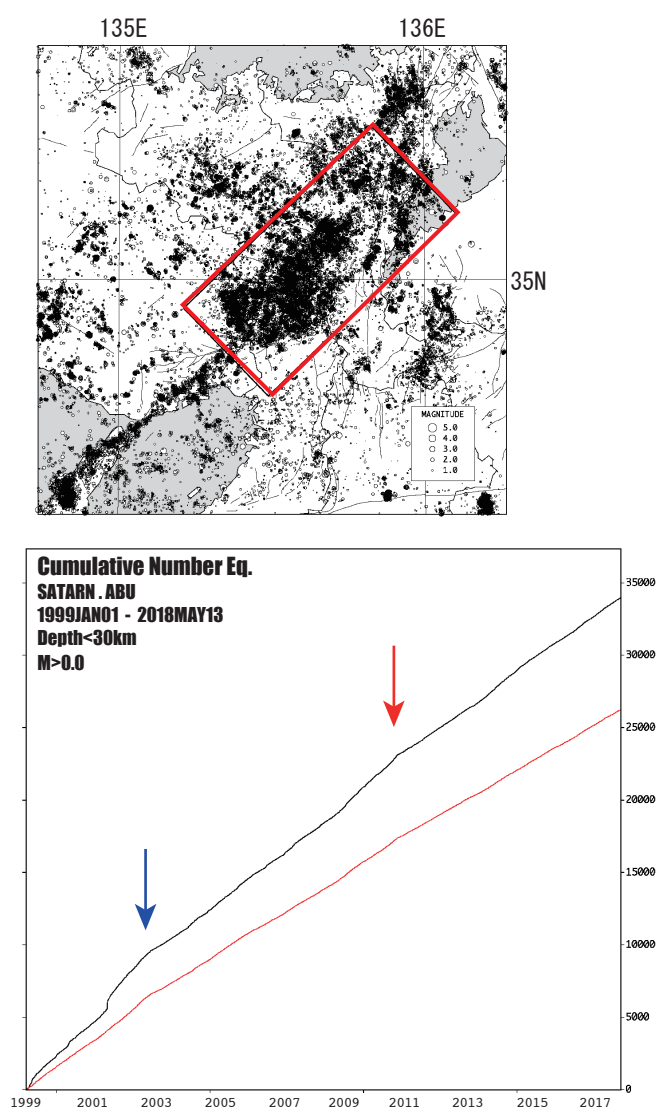 135E 136E
35N
MAGNITUDE
5.0
4.0
3.0
2.0
1.0
Cumulative Number Eq.
SATARN . ABU
1999JAN01 - 2018MAY13
Depth<30km
M>0.0
35000
30000
25000
20000
15000
10000
5000
0
1999 2001 2003 2005 2007 2009 2011 2013 2015 2017